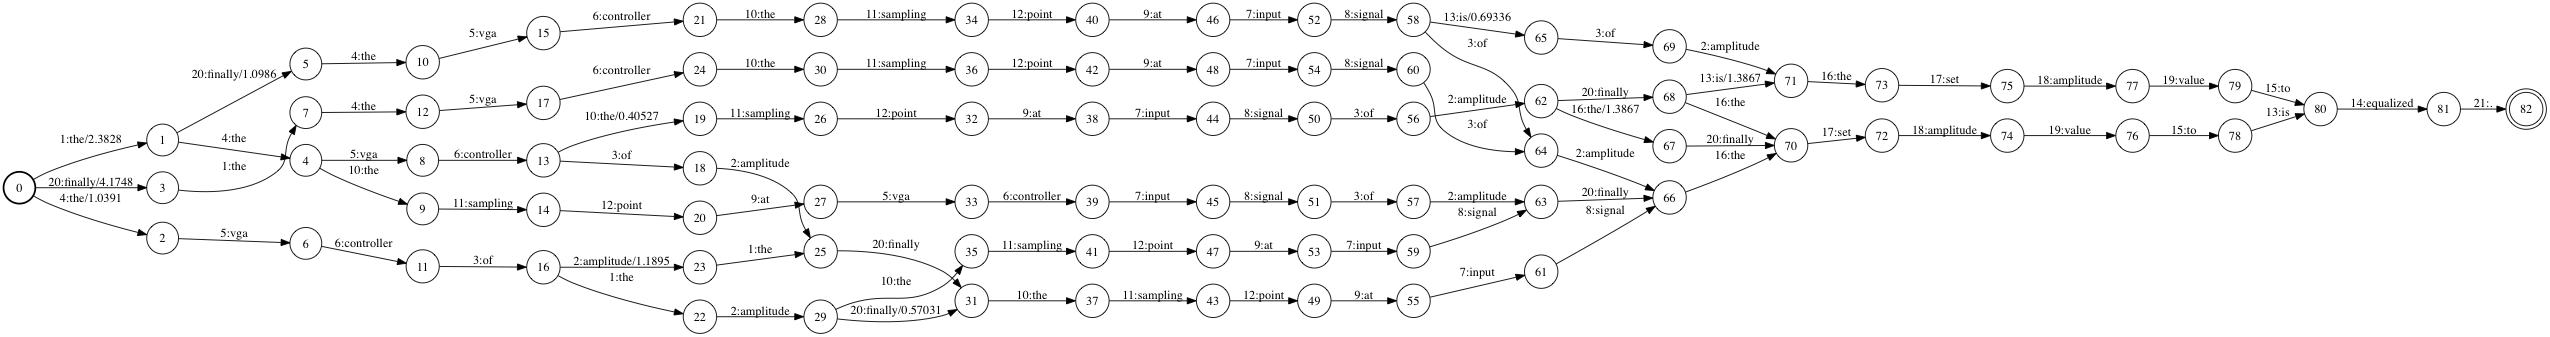 0
1:the/2.3828
20:finally/4.1748
4:the/1.0391
1
3
2
20:finally/1.0986
4:the
1:the
5:vga
5
7
4
6
4:the
4:the
5:vga
10:the
6:controller
10
12
8
9
11
5:vga
5:vga
6:controller
11:sampling
3:of
15
17
13
14
16
6:controller
6:controller
10:the/0.40527
3:of
12:point
2:amplitude/1.1895
1:the
21
24
19
18
20
23
22
10:the
10:the
11:sampling
2:amplitude
9:at
1:the
2:amplitude
28
30
26
27
25
29
11:sampling
11:sampling
12:point
5:vga
20:finally
10:the
20:finally/0.57031
34
36
32
33
35
31
12:point
12:point
9:at
6:controller
11:sampling
10:the
40
42
38
39
41
37
9:at
9:at
7:input
7:input
12:point
11:sampling
46
48
44
45
47
43
7:input
7:input
8:signal
8:signal
9:at
12:point
52
54
50
51
53
49
8:signal
8:signal
3:of
3:of
7:input
9:at
58
60
56
57
59
55
13:is/0.69336
3:of
2:amplitude
3:of
2:amplitude
8:signal
7:input
65
62
64
63
61
3:of
20:finally
16:the/1.3867
2:amplitude
20:finally
8:signal
69
68
67
66
2:amplitude
13:is/1.3867
16:the
20:finally
16:the
71
70
16:the
17:set
73
72
17:set
18:amplitude
75
74
18:amplitude
19:value
77
76
19:value
15:to
79
78
15:to
13:is
80
14:equalized
81
21:.
82